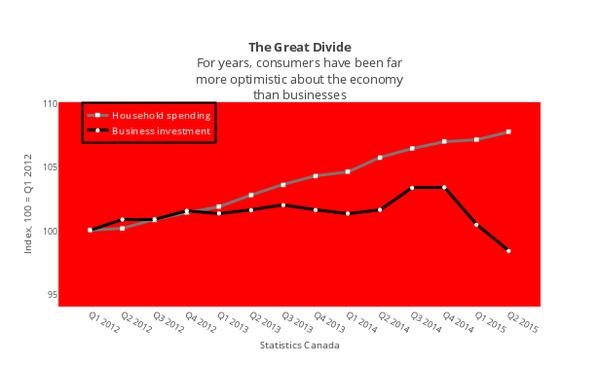 The Great Divide
For years, consumers have been far
more optimistic about the economy
than businesses
110
105
100
95
Index, 100 = Q1 2012
Household spending
Business investment
Q1 2012
Q2 2012
Q3 2012
Q4 2012
Q1 2013
Q2 2013
Q3 2013
Q4 2013
Q1 2014
Q2 2014
Q3 2014
Q4 2014
Q1 2015
Q2 2015
Statistics Canada